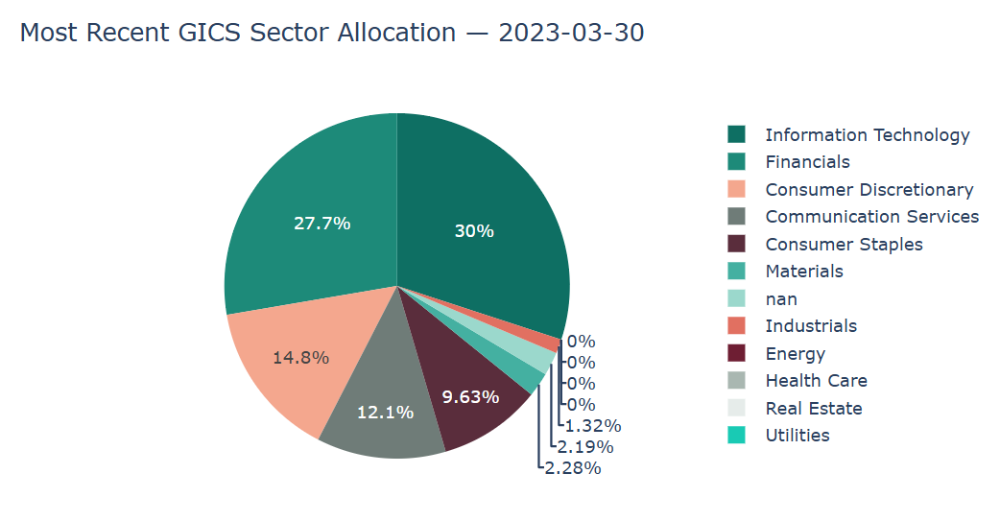 Most Recent GICS Sector Allocation — 2023-03-30
27.7%
30%
14.8%
12.1%
9.63%
0%
0%
0%
0%
1.32%
2.19%
2.28%
Information Technology
Financials
Consumer Discretionary
Communication Services
Consumer Staples
Materials
nan
Industrials
Energy
Health Care
Real Estate
Utilities